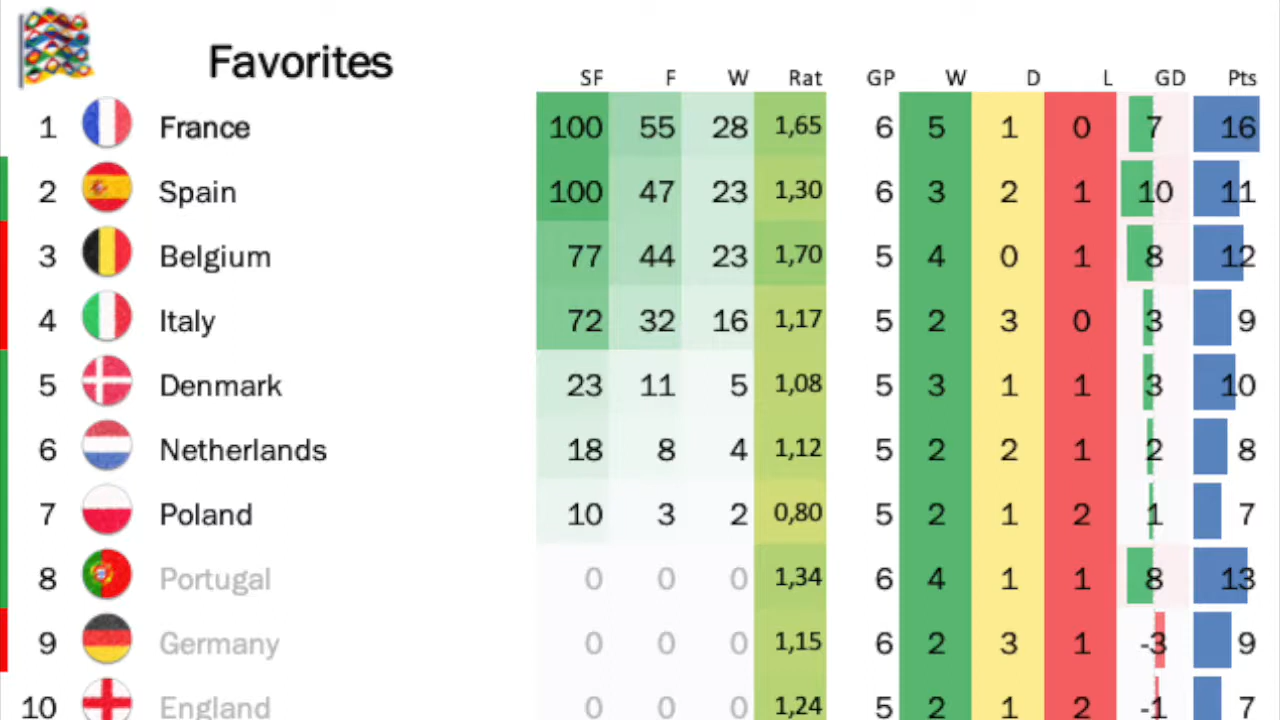 Favorites
SF F W Rat GP W D L GD Pts
1 France 100 55 28 1,65 6 5 1 0 7 16
2 Spain 100 47 23 1,30 6 3 2 1 10 11
3 Belgium 77 44 23 1,70 5 4 0 1 8 12
4 Italy 72 32 16 1,17 5 2 3 0 3 9
5 Denmark 23 11 5 1,08 5 3 1 1 3 10
6 Netherlands 18 8 4 1,12 5 2 2 1 2 8
7 Poland 10 3 2 0,80 5 2 1 2 1 7
8 Portugal 0 0 0 1,34 6 4 1 1 8 13
9 Germany 0 0 0 1,15 6 2 3 1 -3 9
10 England 0 0 0 1,24 5 2 1 2 -1 7